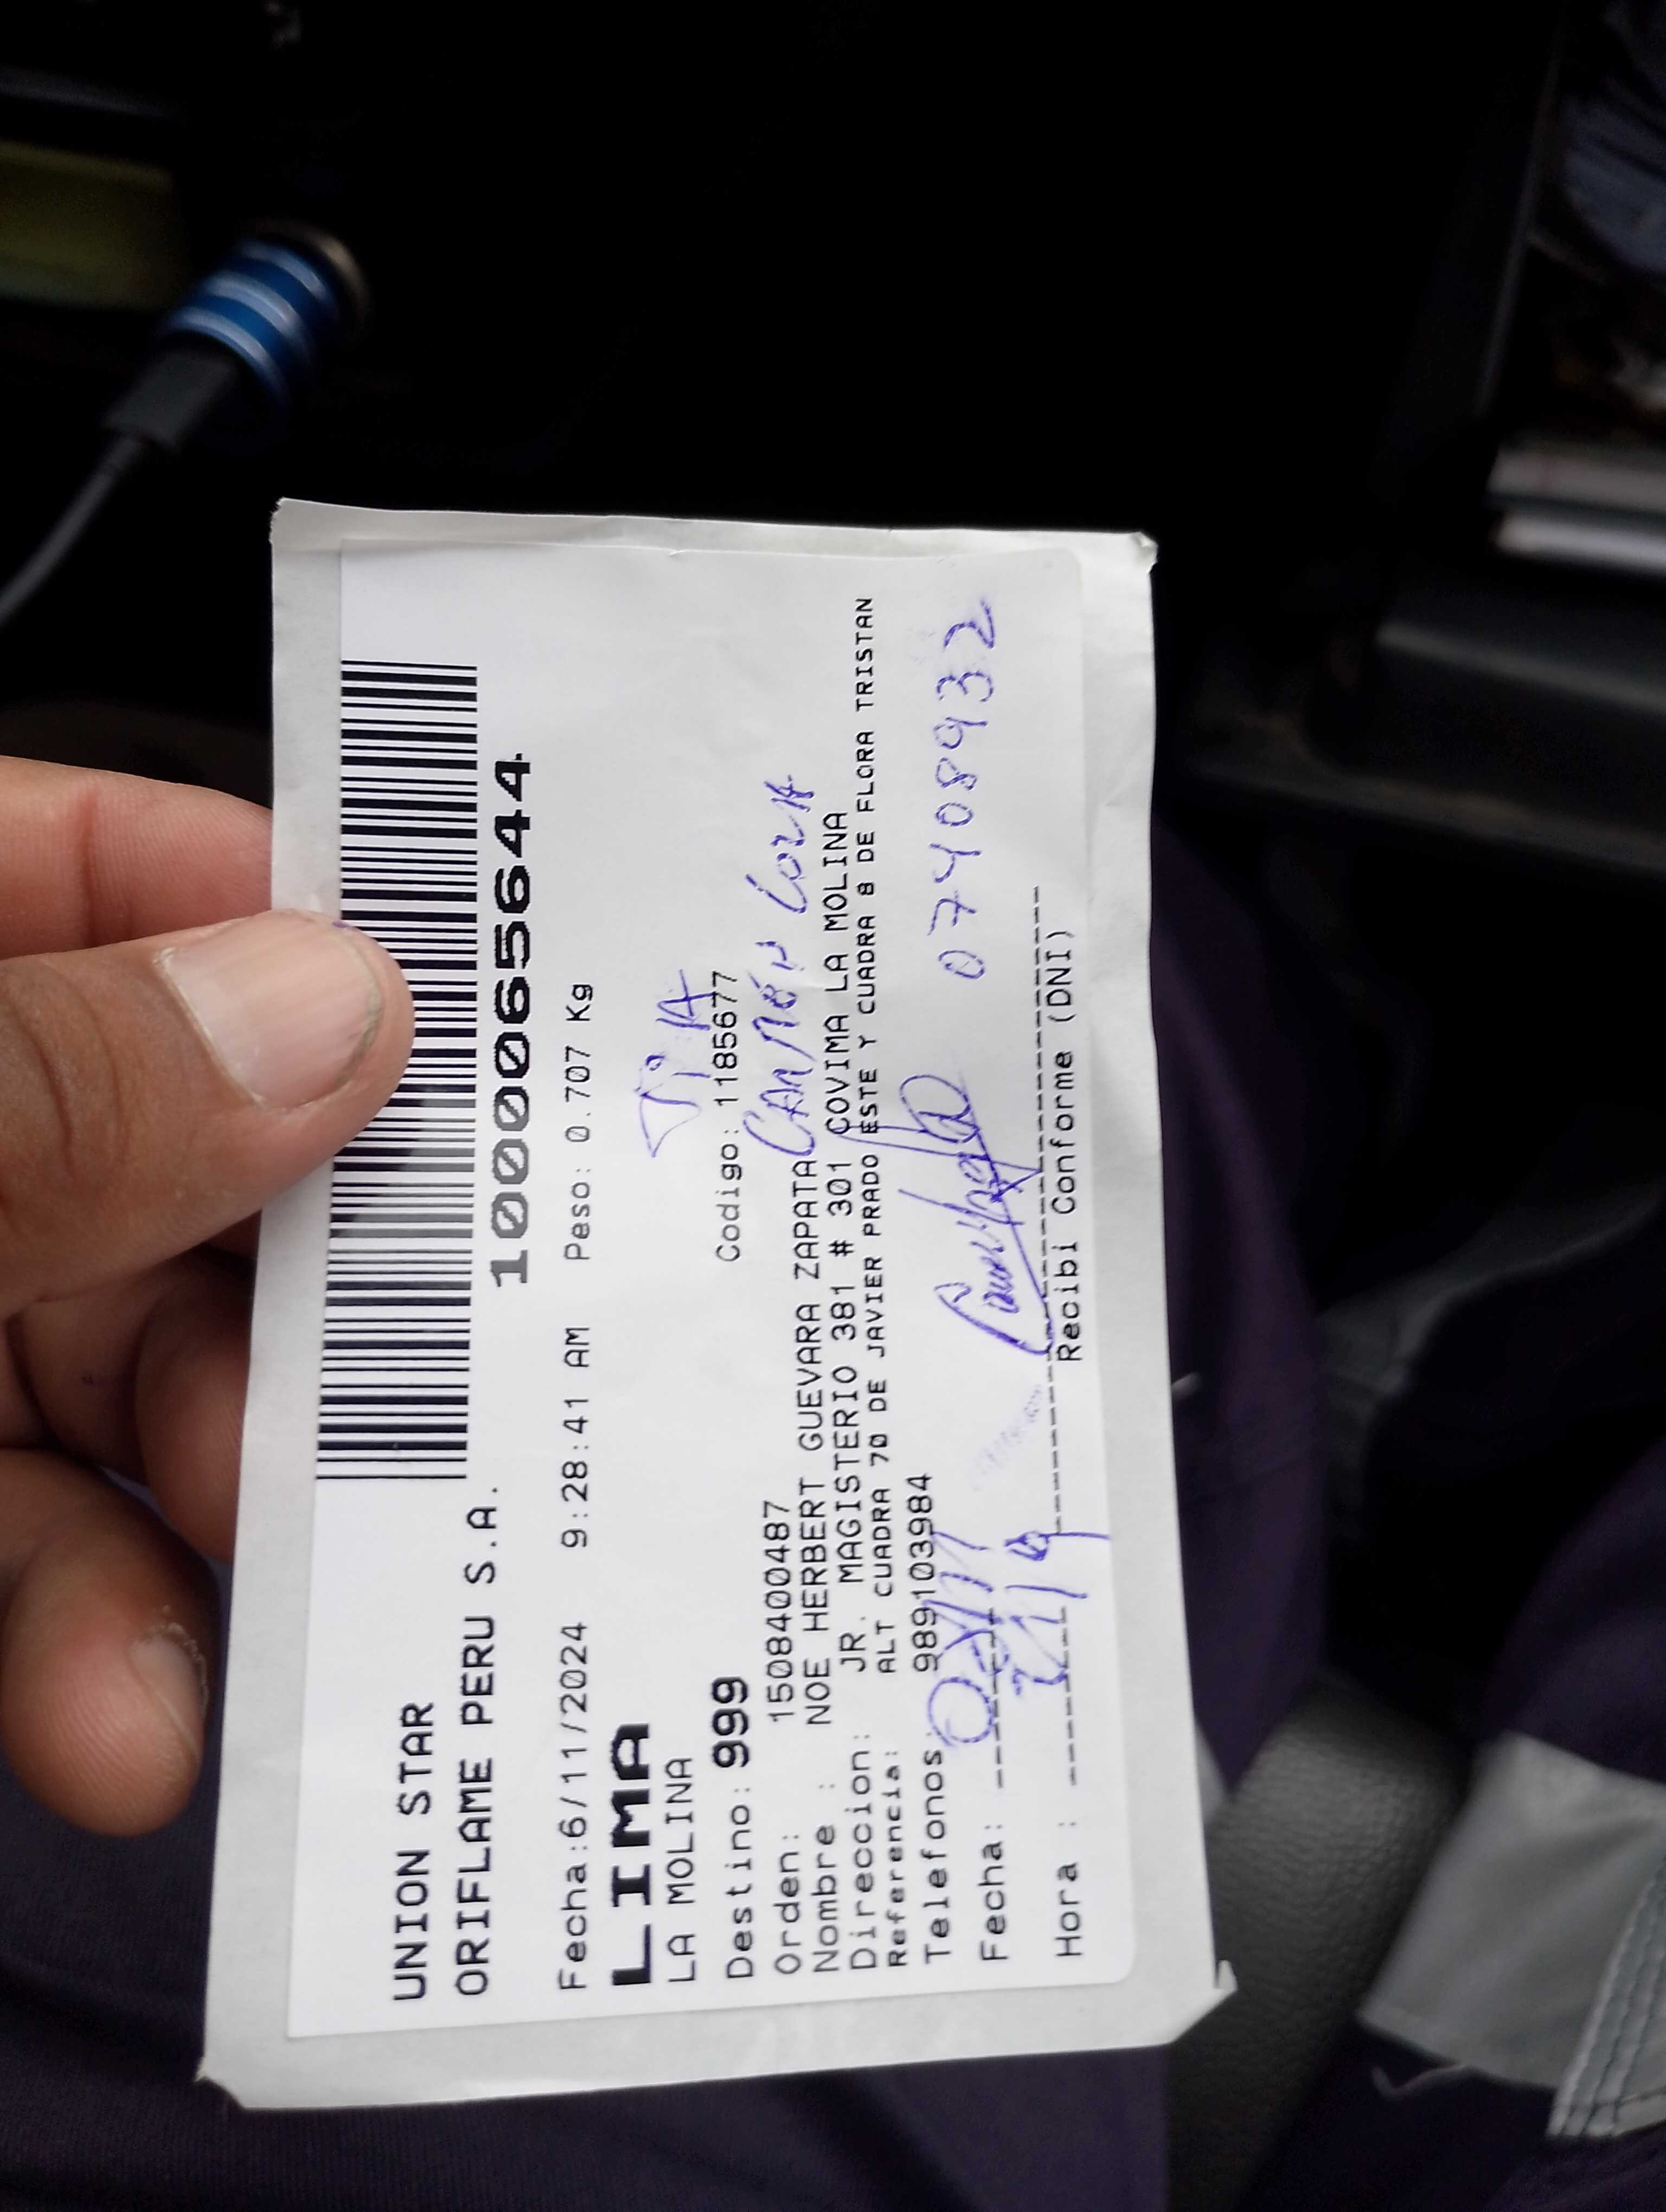 UNION STAR
ORIFLAME PERU S.A.
1000065644
Fecha:6/11/2024 9:28:41 AM Peso: 0.707 Kg
LIMA
LA MOLINA
TIA
Destino: 999 Codigo: 1185677
Orden: 1508400487
Nombre : NOE HERBERT GUEVARA ZAPATA
Direccion: JR. MAGISTERIO 381 # 301 COVIMA LA MOLINA
Referencia: ALT CUADRA 70 DE JAVIER PRADO ESTE Y CUADRA 8 DE FLORA TRISTAN
Telefonos: 989103984
07408932
Fecha:
Hora :
Recibi Conforme (DNI)